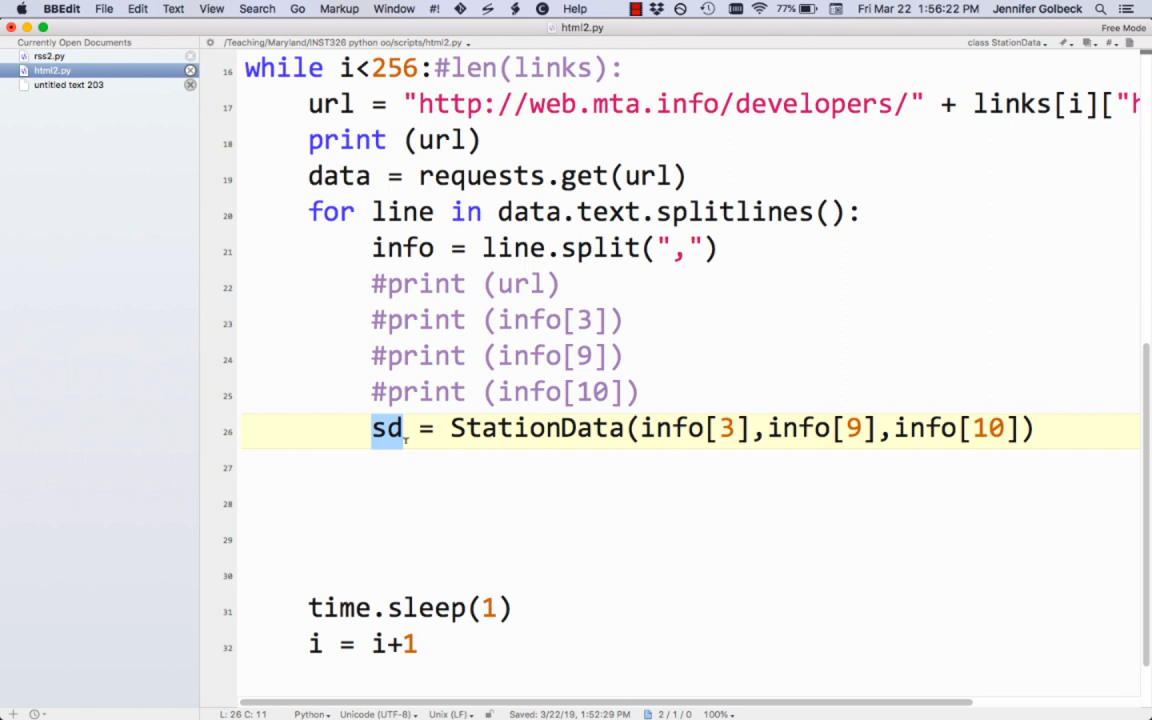 BBEdit File Edit Text View Search Go Markup Window #! Help 77% Fri Mar 22 1:56:22 PM Jennifer Golbeck
html2.py Free Mode
Currently Open Documents /Teaching/Maryland/INST326 python oo/scripts/html2.py class StationData
rss2.py
html2.py
untitled text 203
16 while i<256:#len(links):
17 url = "http://web.mta.info/developers/" + links[i]["h
18 print (url)
19 data = requests.get(url)
20 for line in data.text.splitlines():
21 info = line.split(",")
22 #print (url)
23 #print (info[3])
24 #print (info[9])
25 #print (info[10])
26 sd = StationData(info[3],info[9],info[10])
27
28
29
30
31 time.sleep(1)
32 i = i+1
L: 26 C: 11 Python Unicode (UTF-8) Unix (LF) Saved: 3/22/19, 1:52:29 PM 2 / 1 / 0 100%